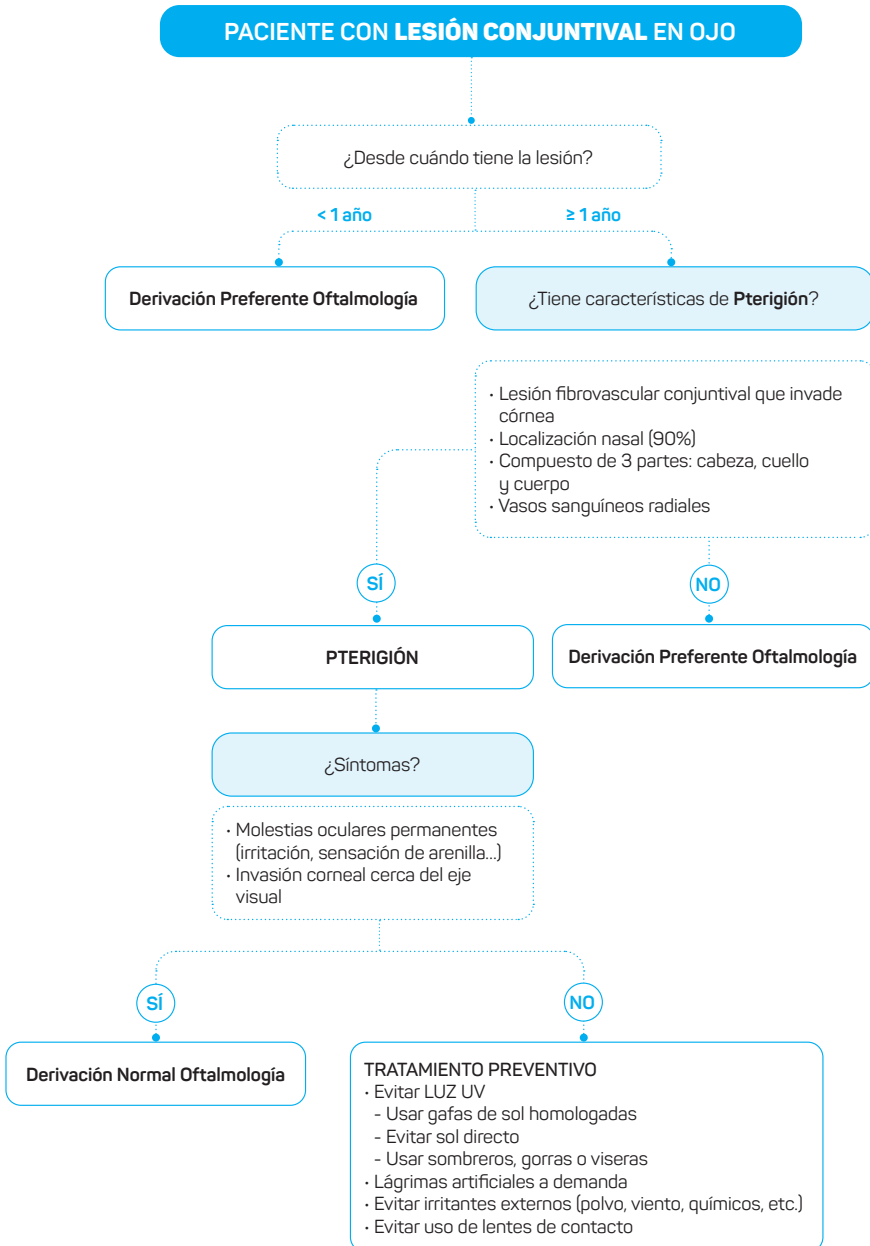 PACIENTE CON LESIÓN CONJUNTIVAL EN OJO
¿Desde cuándo tiene la lesión?
< 1 año
≥ 1 año
Derivación Preferente Oftalmología
¿Tiene características de Pterigión?
· Lesión fibrovascular conjuntival que invade
córnea
· Localización nasal (90%)
· Compuesto de 3 partes: cabeza, cuello
y cuerpo
· Vasos sanguíneos radiales
SÍ
NO
PTERIGIÓN
Derivación Preferente Oftalmología
¿Síntomas?
· Molestias oculares permanentes
(irritación, sensación de arenilla...)
· Invasión corneal cerca del eje
visual
SÍ
NO
Derivación Normal Oftalmología
TRATAMIENTO PREVENTIVO
· Evitar LUZ UV
- Usar gafas de sol homologadas
- Evitar sol directo
- Usar sombreros, gorras o viseras
· Lágrimas artificiales a demanda
· Evitar irritantes externos (polvo, viento, químicos, etc.)
· Evitar uso de lentes de contacto